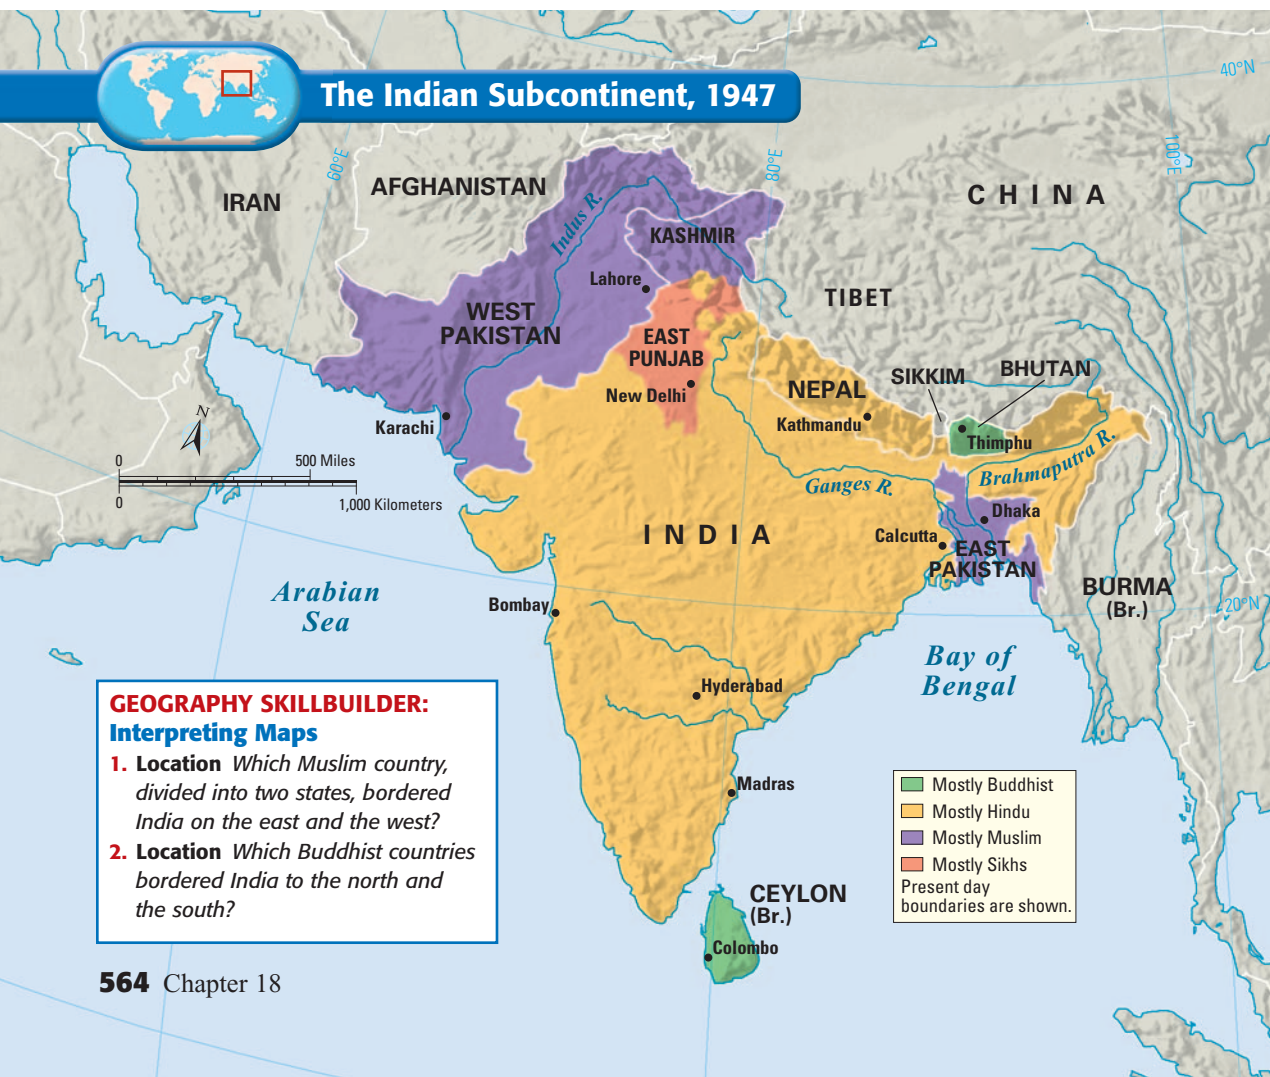 The Indian Subcontinent, 1947
40°N
60°E
80°E
100°E
IRAN
AFGHANISTAN
CHINA
Indus R.
KASHMIR
Lahore
TIBET
WEST
PAKISTAN
EAST
PUNJAB
New Delhi
NEPAL
Kathmandu
SIKKIM
BHUTAN
Thimphu
Karachi
N
0
500 Miles
0
1,000 Kilometers
Ganges R.
Brahmaputra R.
INDIA
Calcutta
Dhaka
EAST
PAKISTAN
BURMA
(Br.)
20°N
Arabian
Sea
Bombay
Bay of
Bengal
Hyderabad
Madras
CEYLON
(Br.)
Colombo
GEOGRAPHY SKILLBUILDER:
Interpreting Maps
1. Location Which Muslim country,
divided into two states, bordered
India on the east and the west?
2. Location Which Buddhist countries
bordered India to the north and
the south?
Mostly Buddhist
Mostly Hindu
Mostly Muslim
Mostly Sikhs
Present day
boundaries are shown.
564 Chapter 18